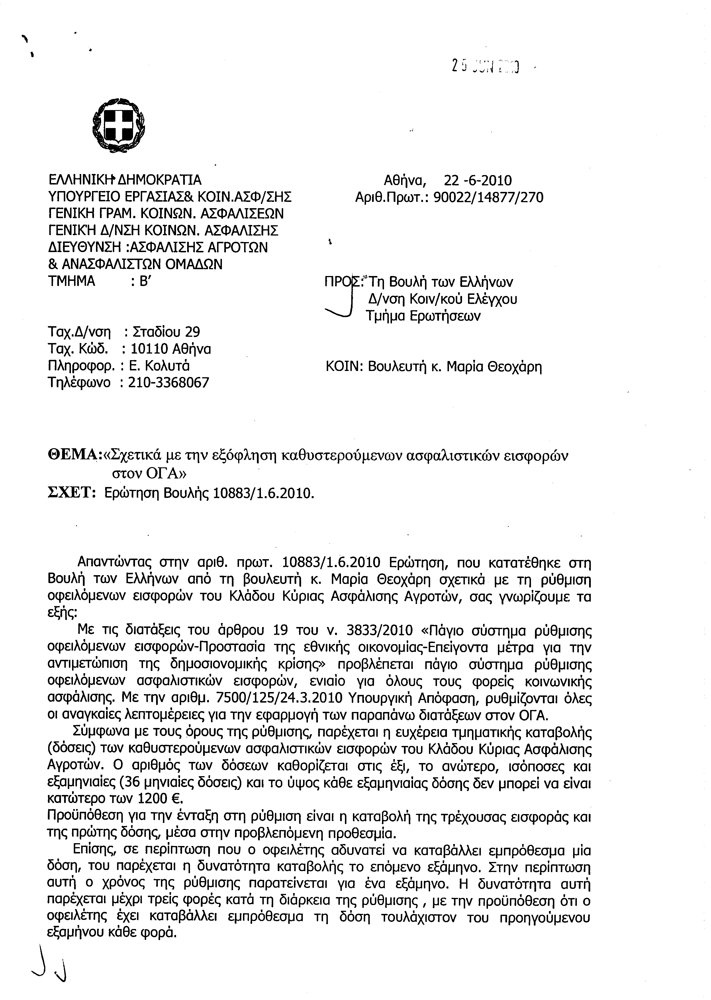 ΕΛΛΗΝΙΚΗ ΔΗΜΟΚΡΑΤΙΑ
ΥΠΟΥΡΓΕΙΟ ΕΡΓΑΣΙΑΣ& ΚΟΙΝ.ΑΣΦ/ΣΗΣ
ΓΕΝΙΚΗ ΓΡΑΜ. ΚΟΙΝΩΝ. ΑΣΦΑΛΙΣΕΩΝ
ΓΕΝΙΚΗ Δ/ΝΣΗ ΚΟΙΝΩΝ. ΑΣΦΑΛΙΣΗΣ
ΔΙΕΥΘΥΝΣΗ :ΑΣΦΑΛΙΣΗΣ ΑΓΡΟΤΩΝ
& ΑΝΑΣΦΑΛΙΣΤΩΝ ΟΜΑΔΩΝ
ΤΜΗΜΑ : Β'
Αθήνα, 22 -6-2010
Αριθ.Πρωτ.: 90022/14877/270
ΠΡΟΣ: Τη Βουλή των Ελλήνων
Δ/νση Κοιν/κού Ελέγχου
Τμήμα Ερωτήσεων
Ταχ.Δ/νση : Σταδίου 29
Ταχ. Κώδ. : 10110 Αθήνα
Πληροφορ. : Ε. Κολυτά
Τηλέφωνο : 210-3368067
ΚΟΙΝ: Βουλευτή κ. Μαρία Θεοχάρη
ΘΕΜΑ:«Σχετικά με την εξόφληση καθυστερούμενων ασφαλιστικών εισφορών
στον ΟΓΑ»
ΣΧΕΤ: Ερώτηση Βουλής 10883/1.6.2010.
Απαντώντας στην αριθ. πρωτ. 10883/1.6.2010 Ερώτηση, που κατατέθηκε στη
Βουλή των Ελλήνων από τη βουλευτή κ. Μαρία Θεοχάρη σχετικά με τη ρύθμιση
οφειλόμενων εισφορών του Κλάδου Κύριας Ασφάλισης Αγροτών, σας γνωρίζουμε τα
εξής:
Με τις διατάξεις του άρθρου 19 του ν. 3833/2010 «Πάγιο σύστημα ρύθμισης
οφειλόμενων εισφορών-Προστασία της εθνικής οικονομίας-Επείγοντα μέτρα για την
αντιμετώπιση της δημοσιονομικής κρίσης» προβλέπεται πάγιο σύστημα ρύθμισης
οφειλόμενων ασφαλιστικών εισφορών, ενιαίο για όλους τους φορείς κοινωνικής
ασφάλισης. Με την αριθμ. 7500/125/24.3.2010 Υπουργική Απόφαση, ρυθμίζονται όλες
οι αναγκαίες λεπτομέρειες για την εφαρμογή των παραπάνω διατάξεων στον ΟΓΑ.
Σύμφωνα με τους όρους της ρύθμισης, παρέχεται η ευχέρεια τμηματικής καταβολής
(δόσεις) των καθυστερούμενων ασφαλιστικών εισφορών του Κλάδου Κύριας Ασφάλισης
Αγροτών. Ο αριθμός των δόσεων καθορίζεται στις έξι, το ανώτερο, ισόποσες και
εξαμηνιαίες (36 μηνιαίες δόσεις) και το ύψος κάθε εξαμηνιαίας δόσης δεν μπορεί να είναι
κατώτερο των 1200 €.
Προϋπόθεση για την ένταξη στη ρύθμιση είναι η καταβολή της τρέχουσας εισφοράς και
της πρώτης δόσης, μέσα στην προβλεπόμενη προθεσμία.
Επίσης, σε περίπτωση που ο οφειλέτης αδυνατεί να καταβάλλει εμπρόθεσμα μία
δόση, του παρέχεται η δυνατότητα καταβολής το επόμενο εξάμηνο. Στην περίπτωση
αυτή ο χρόνος της ρύθμισης παρατείνεται για ένα εξάμηνο. Η δυνατότητα αυτή
παρέχεται μέχρι τρείς φορές κατά τη διάρκεια της ρύθμισης , με την προϋπόθεση ότι ο
οφειλέτης έχει καταβάλλει εμπρόθεσμα τη δόση τουλάχιστον του προηγούμενου
εξαμήνου κάθε φορά.